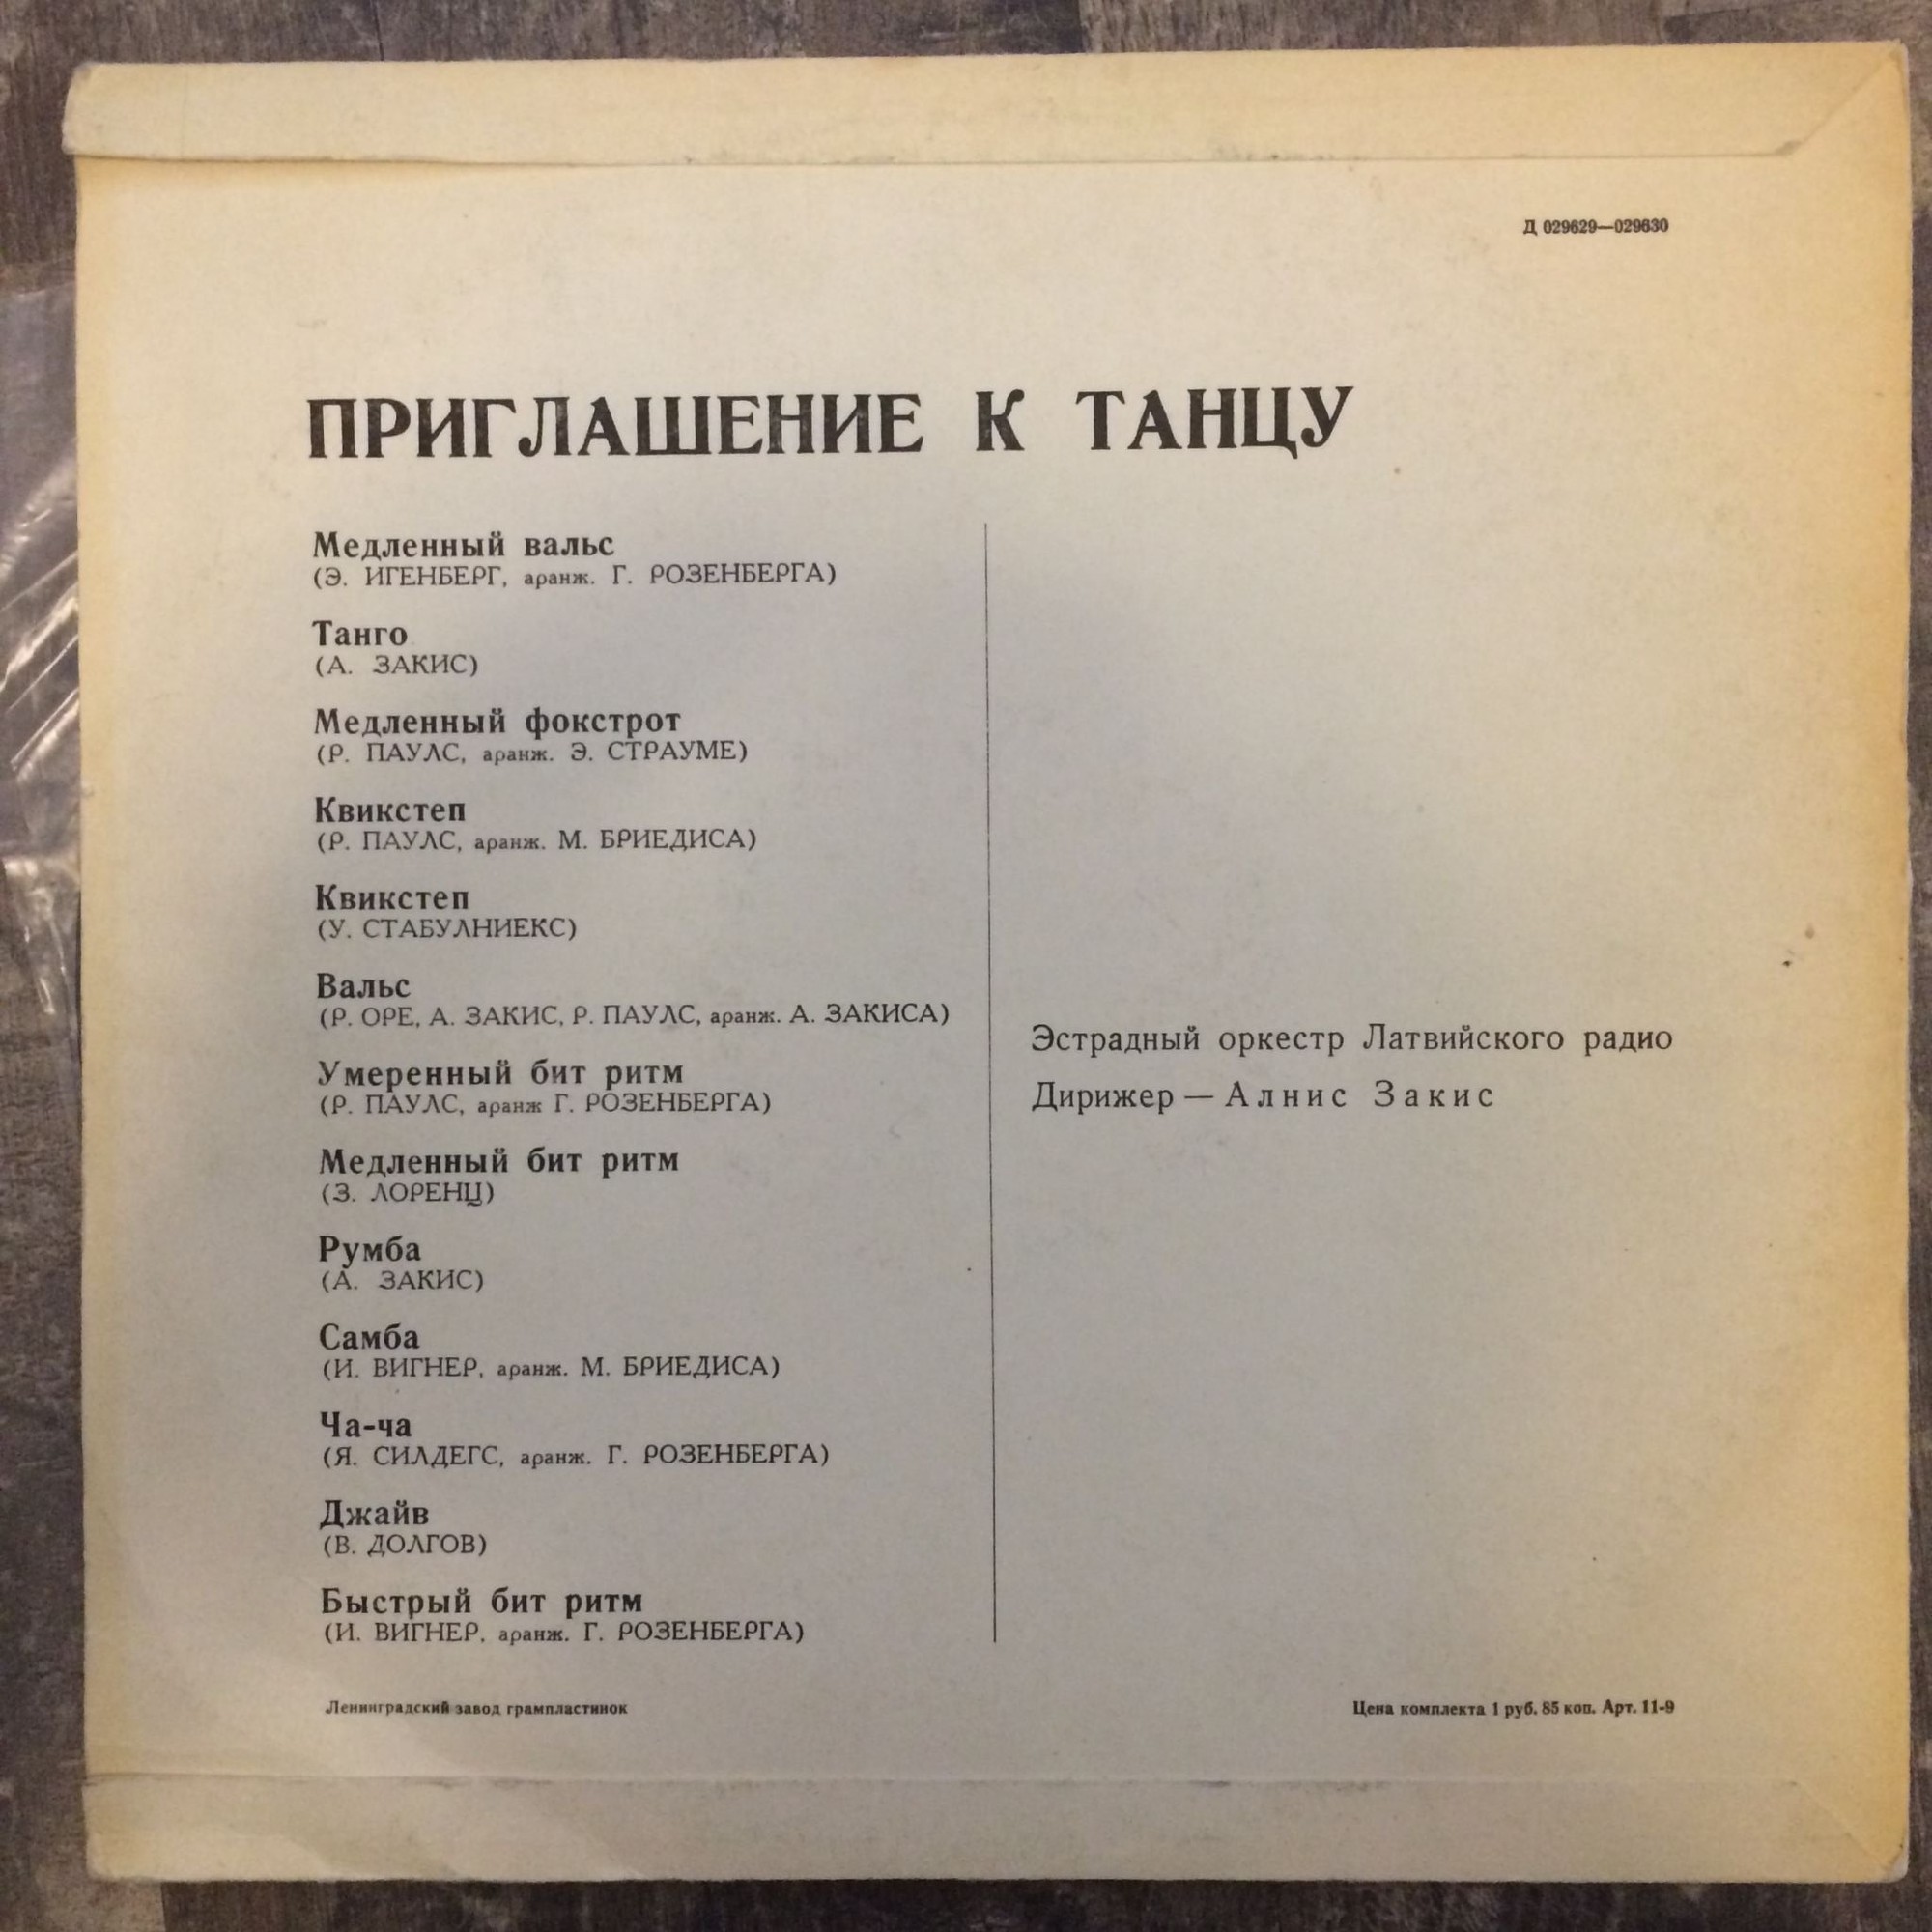 Д 029629—029630
ПРИГЛАШЕНИЕ К ТАНЦУ
Медленный вальс
(Э. ИГЕНБЕРГ, аранж. Г. РОЗЕНБЕРГА)
Танго
(А. ЗАКИС)
Медленный фокстрот
(Р. ПАУЛС, аранж. Э. СТРАУМЕ)
Квикстеп
(Р. ПАУЛС, аранж. М. БРИЕДИСА)
Квикстеп
(У. СТАБУЛНИЕКС)
Вальс
(Р. ОРЕ, А. ЗАКИС, Р. ПАУЛС, аранж. А. ЗАКИСА)
Умеренный бит ритм
(Р. ПАУЛС, аранж Г. РОЗЕНБЕРГА)
Медленный бит ритм
(З. ЛОРЕНЦ)
Румба
(А. ЗАКИС)
Самба
(И. ВИГНЕР, аранж. М. БРИЕДИСА)
Ча-ча
(Я. СИЛДЕГС, аранж. Г. РОЗЕНБЕРГА)
Джайв
(В. ДОЛГОВ)
Быстрый бит ритм
(И. ВИГНЕР, аранж. Г. РОЗЕНБЕРГА)
Эстрадный оркестр Латвийского радио
Дирижер — Алнис Закис
Ленинградский завод грампластинок
Цена комплекта 1 руб. 85 коп. Арт. 11-9